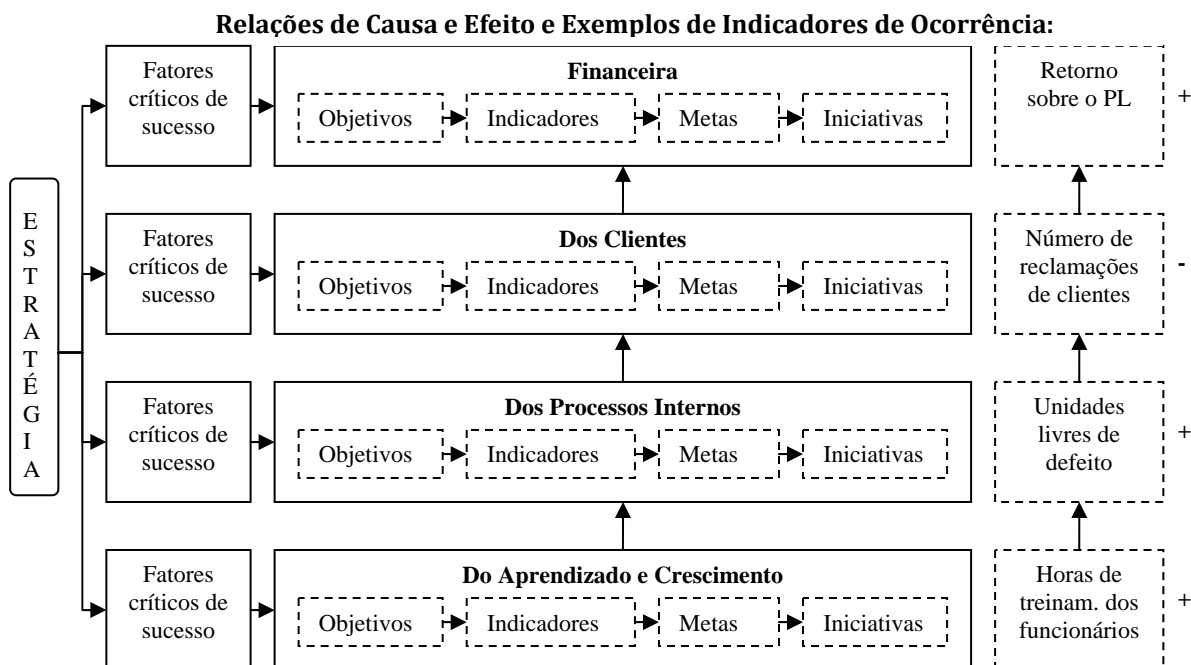 Relações de Causa e Efeito e Exemplos de Indicadores de Ocorrência:
E
S
T
R
A
T
É
G
I
A
Fatores
críticos de
sucesso
Financeira
Objetivos
Indicadores
Metas
Iniciativas
Retorno
sobre o PL
+
Fatores
críticos de
sucesso
Dos Clientes
Objetivos
Indicadores
Metas
Iniciativas
Número de
reclamações
de clientes
-
Fatores
críticos de
sucesso
Dos Processos Internos
Objetivos
Indicadores
Metas
Iniciativas
Unidades
livres de
defeito
+
Fatores
críticos de
sucesso
Do Aprendizado e Crescimento
Objetivos
Indicadores
Metas
Iniciativas
Horas de
treinam. dos
funcionários
+